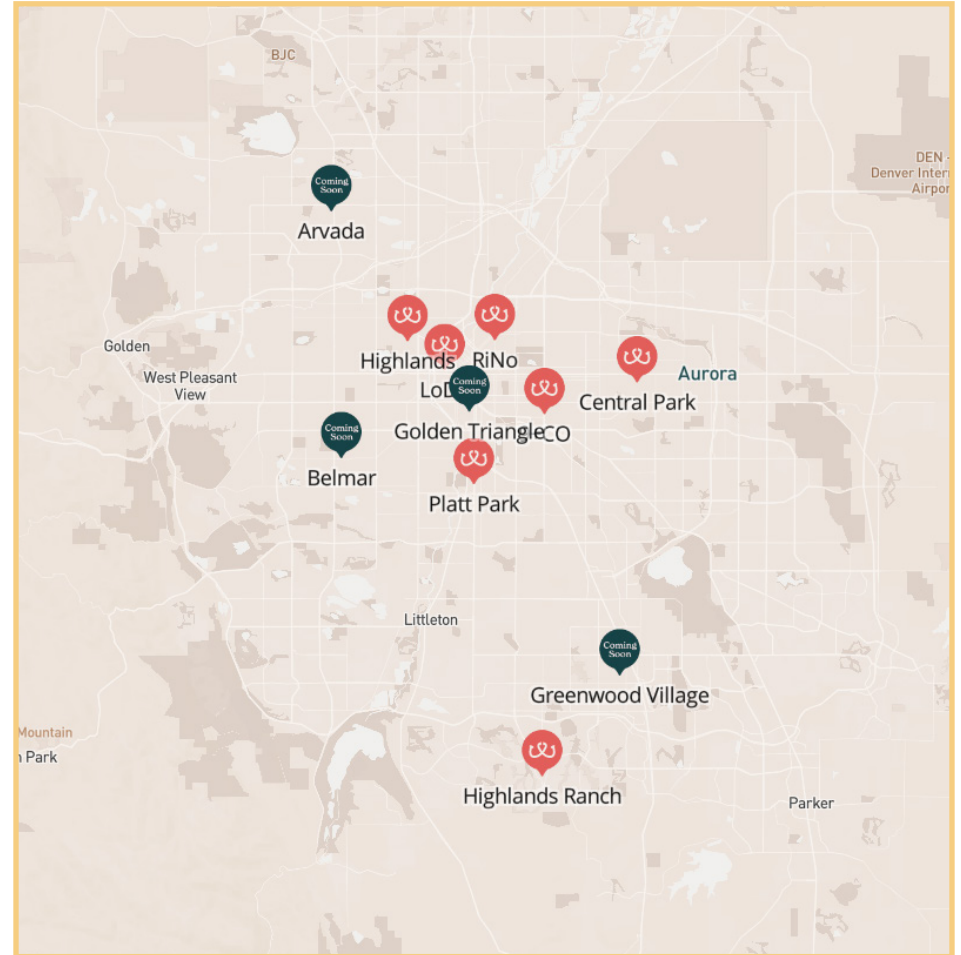 BJC
DEN -
Denver Inter
Airpor
Coming
Soon
Arvada
Golden
Highlands
RiNo
West Pleasant
View
LoD
Coming
Soon
Central Park
Aurora
Golden Triangle
CO
Coming
Soon
Belmar
Platt Park
Littleton
Coming
Soon
Greenwood Village
Mountain
n Park
Highlands Ranch
Parker